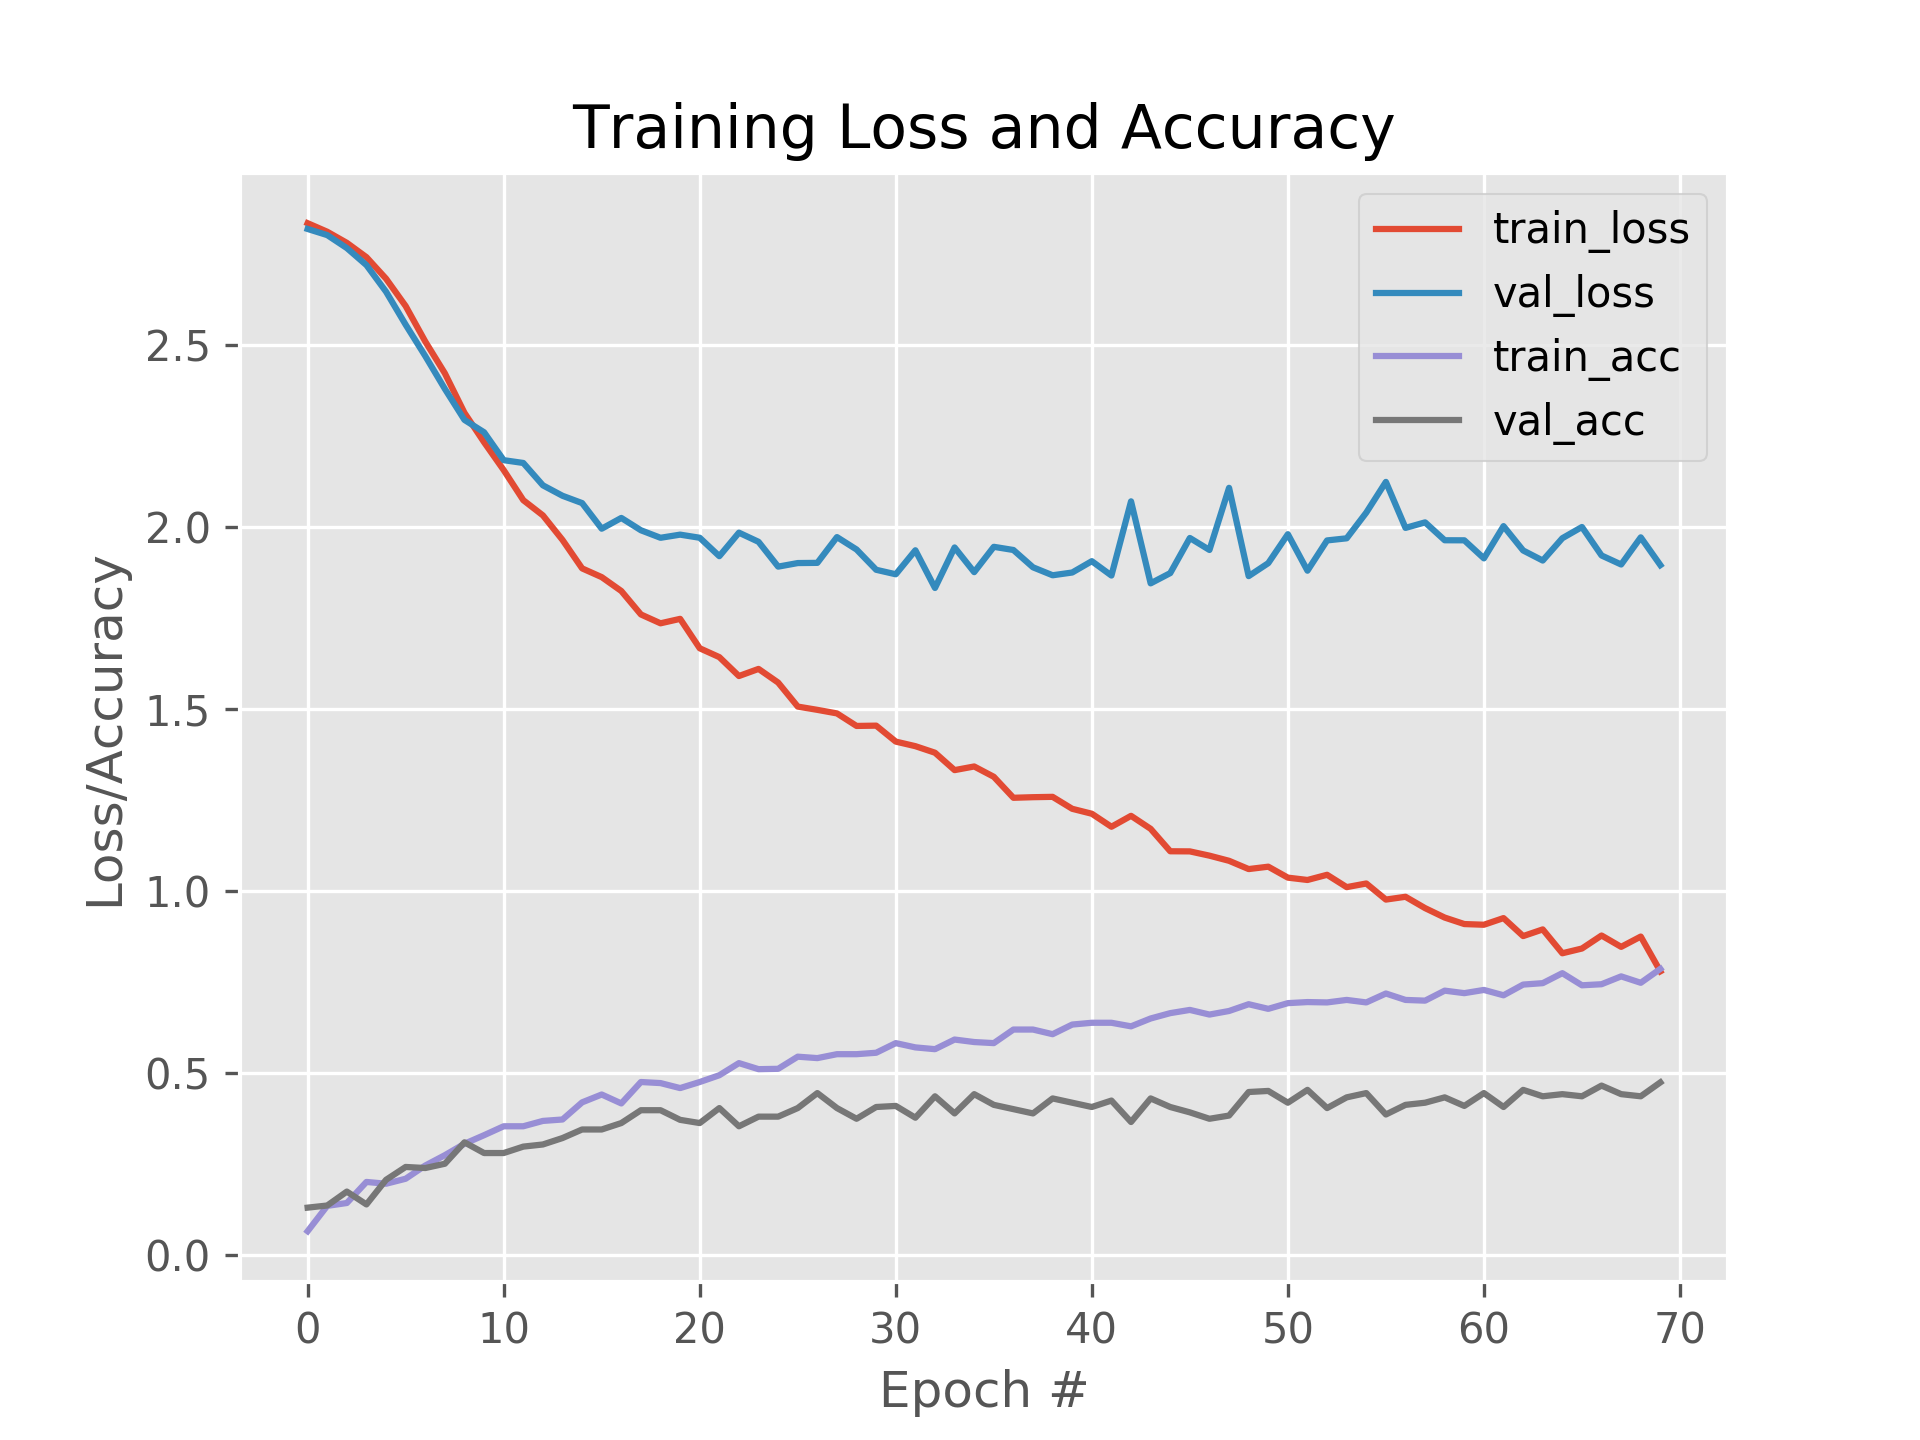 Training Loss and Accuracy
train_loss
val_loss
train_acc
val_acc
Loss/Accuracy
2.5
2.0
1.5
1.0
0.5
0.0
0 10 20 30 40 50 60 70
Epoch #